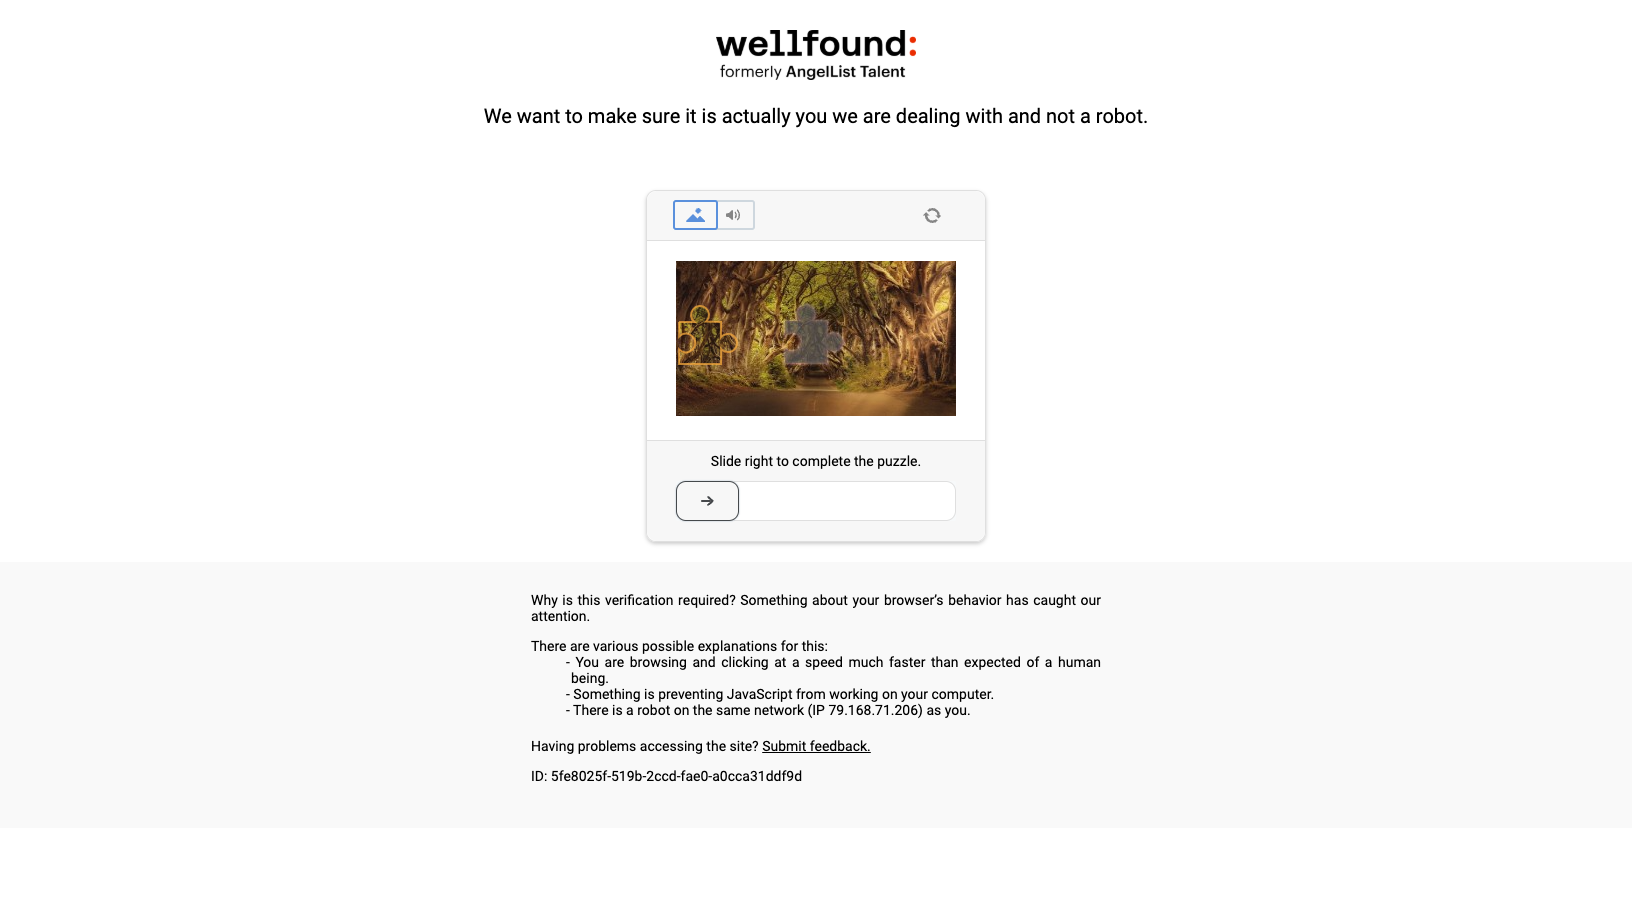 wellfound:
formerly AngelList Talent
We want to make sure it is actually you we are dealing with and not a robot.
Slide right to complete the puzzle.
Why is this verification required? Something about your browser's behavior has caught our
attention.
There are various possible explanations for this:
- You are browsing and clicking at a speed much faster than expected of a human
being.
- Something is preventing JavaScript from working on your computer.
- There is a robot on the same network (IP 79.168.71.206) as you.
Having problems accessing the site? Submit feedback.
ID: 5fe8025f-519b-2ccd-fae0-a0cca31ddf9d